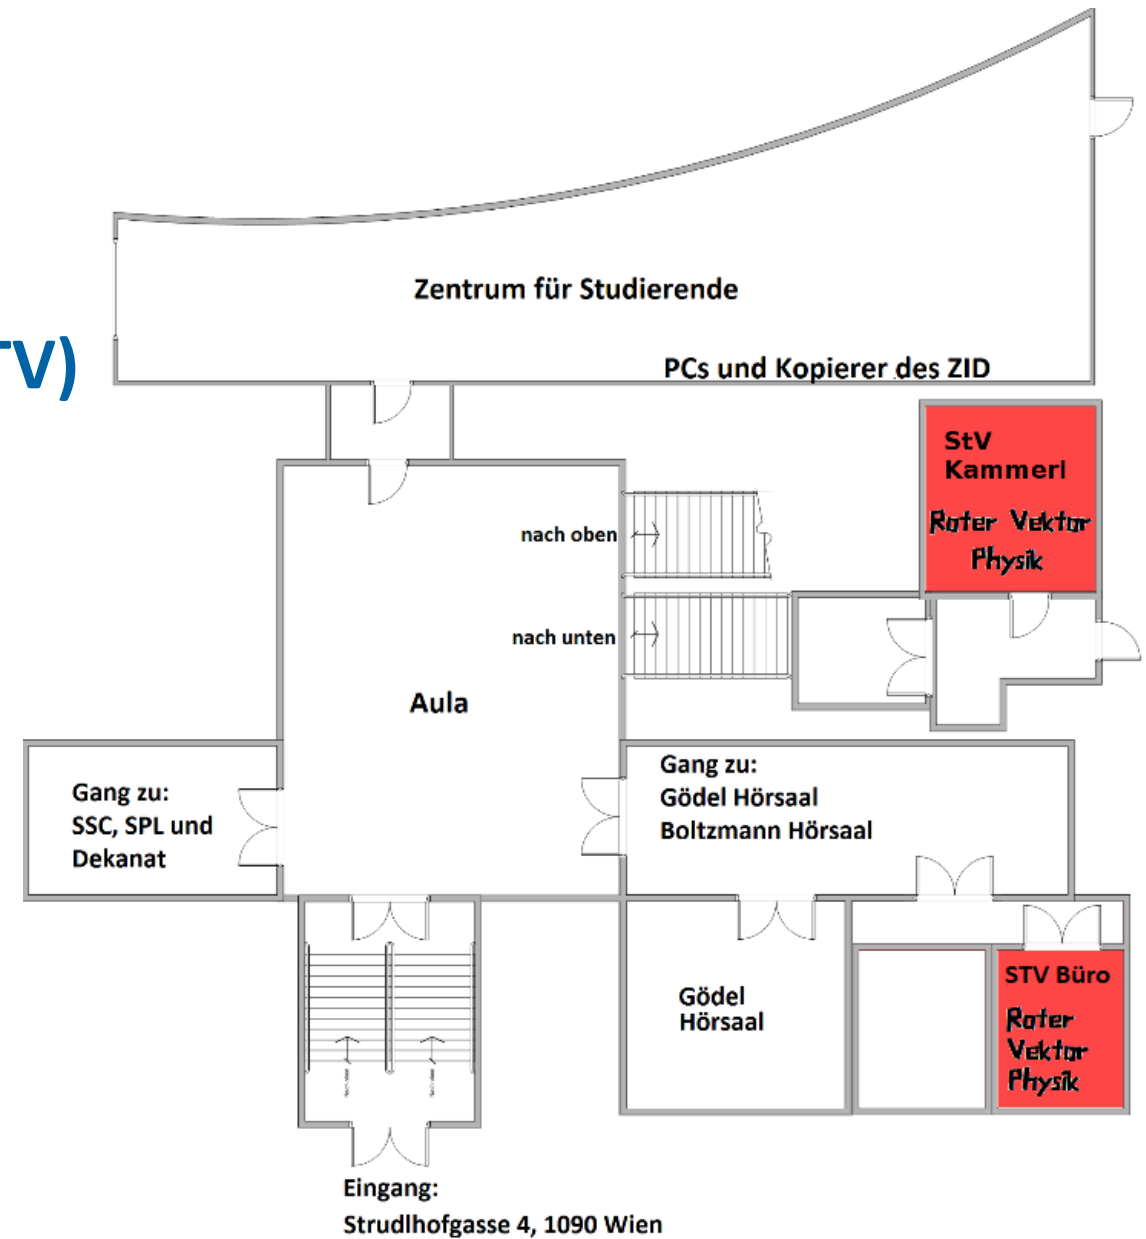 Zentrum für Studierende
TV)
PCs und Kopierer des ZID
StV
Kammerl
Roter Vektor
Physik
nach oben
nach unten
Aula
Gang zu:
SSC, SPL und
Dekanat
Gang zu:
Gödel Hörsaal
Boltzmann Hörsaal
Gödel
Hörsaal
STV Büro
Roter
Vektor
Physik
Eingang:
Strudlhofgasse 4, 1090 Wien